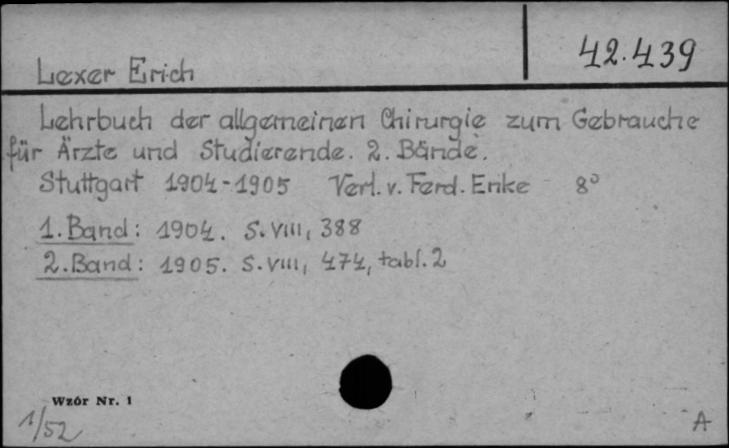 42.439
Lexer Erich
Lehrbuch der allgemeinen Chirurgie zum Gebrauche
für Ärzte und Studierende. 2. Bände.
Stuttgart 1904-1905 Verl. v. Ferd. Enke 8°
1. Band: 1904. S. VIII, 388
2. Band: 1905. S. VIII, 474, tabl. 2
Wzór Nr. 1
1/52
A